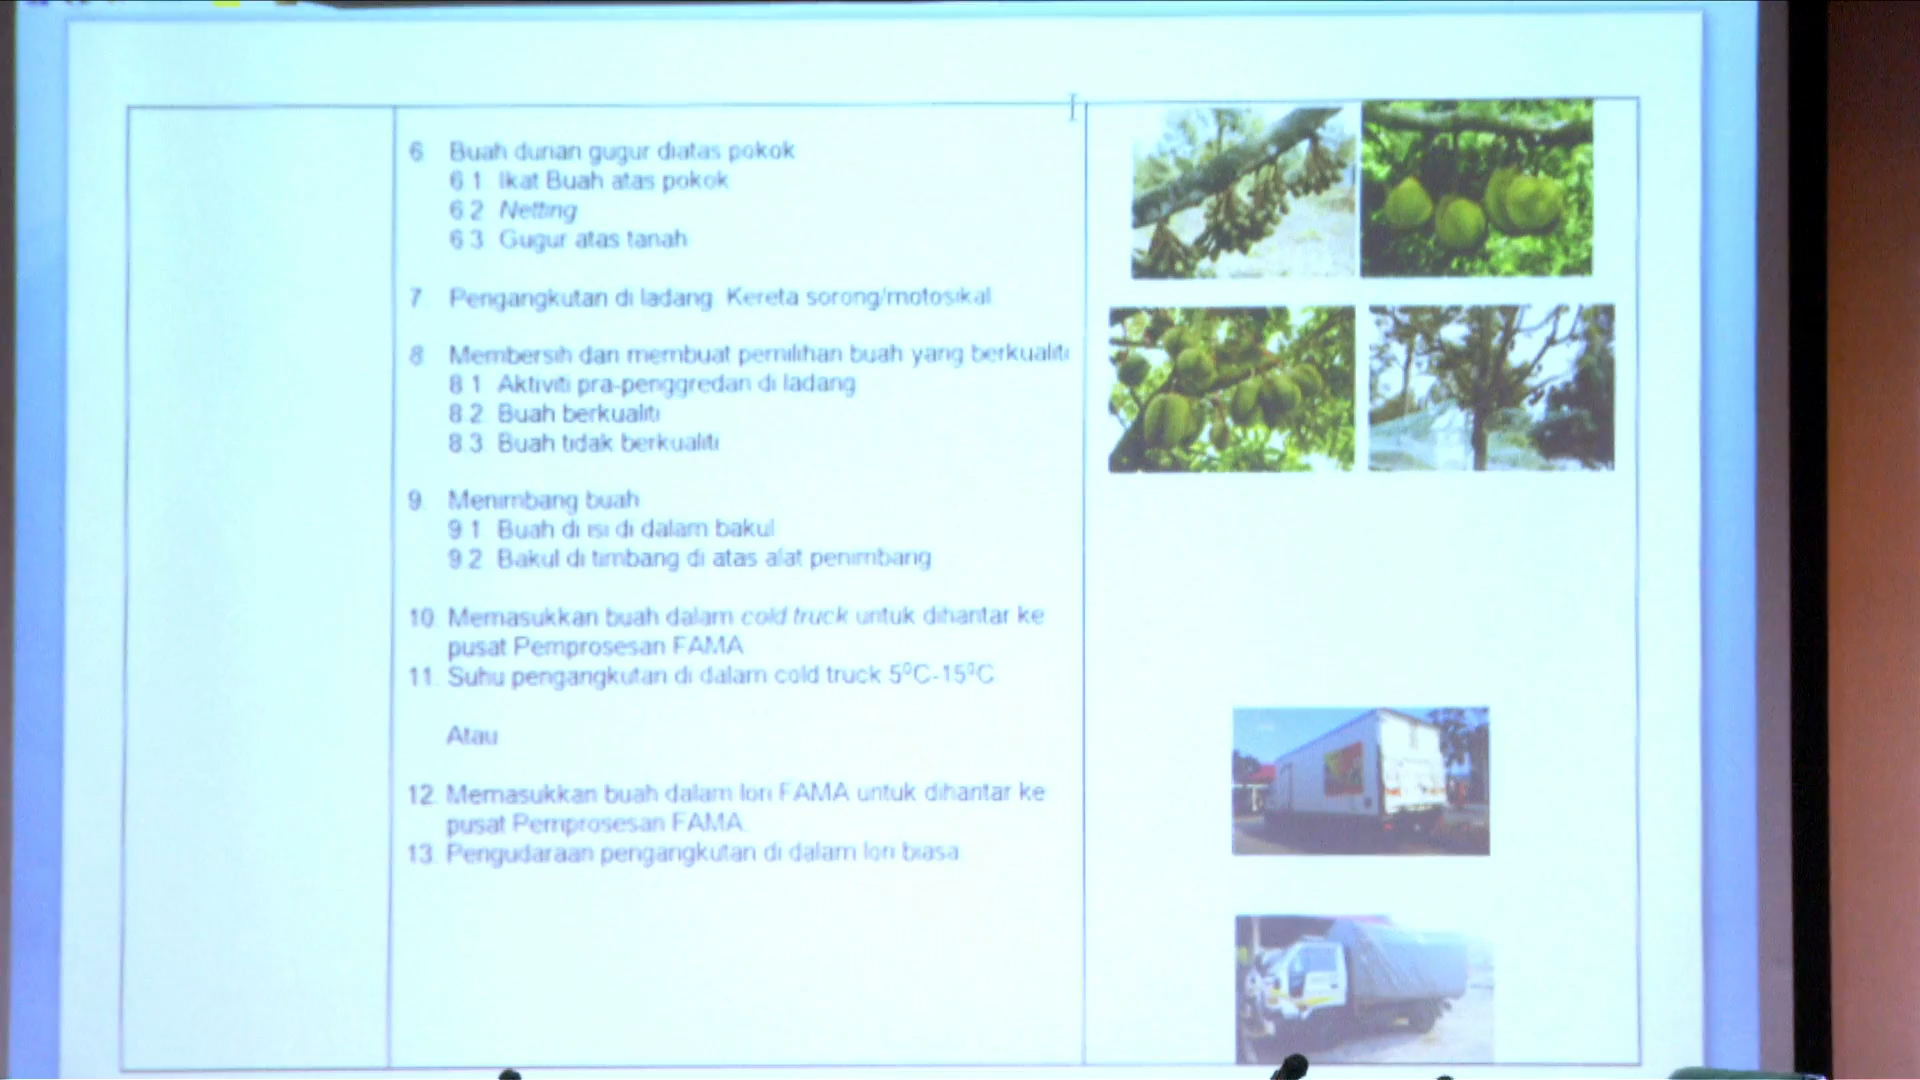 6 Buah durian gugur diatas pokok
6.1 Ikat Buah atas pokok
6.2 Netting
6.3 Gugur atas tanah
7 Pengangkutan di ladang Kereta sorong/motosikal
8 Membersih dan membuat pemilihan buah yang berkualiti
8.1 Aktiviti pra-penggredan di ladang
8.2 Buah berkualiti
8.3 Buah tidak berkualiti
9. Menimbang buah
9.1 Buah di isi di dalam bakul
9.2 Bakul di timbang di atas alat penimbang
10. Memasukkan buah dalam cold truck untuk dihantar ke
pusat Pemprosesan FAMA
11. Suhu pengangkutan di dalam cold truck 5⁰C-15⁰C
Atau
12. Memasukkan buah dalam lori FAMA untuk dihantar ke
pusat Pemprosesan FAMA.
13. Pengudaraan pengangkutan di dalam lori biasa